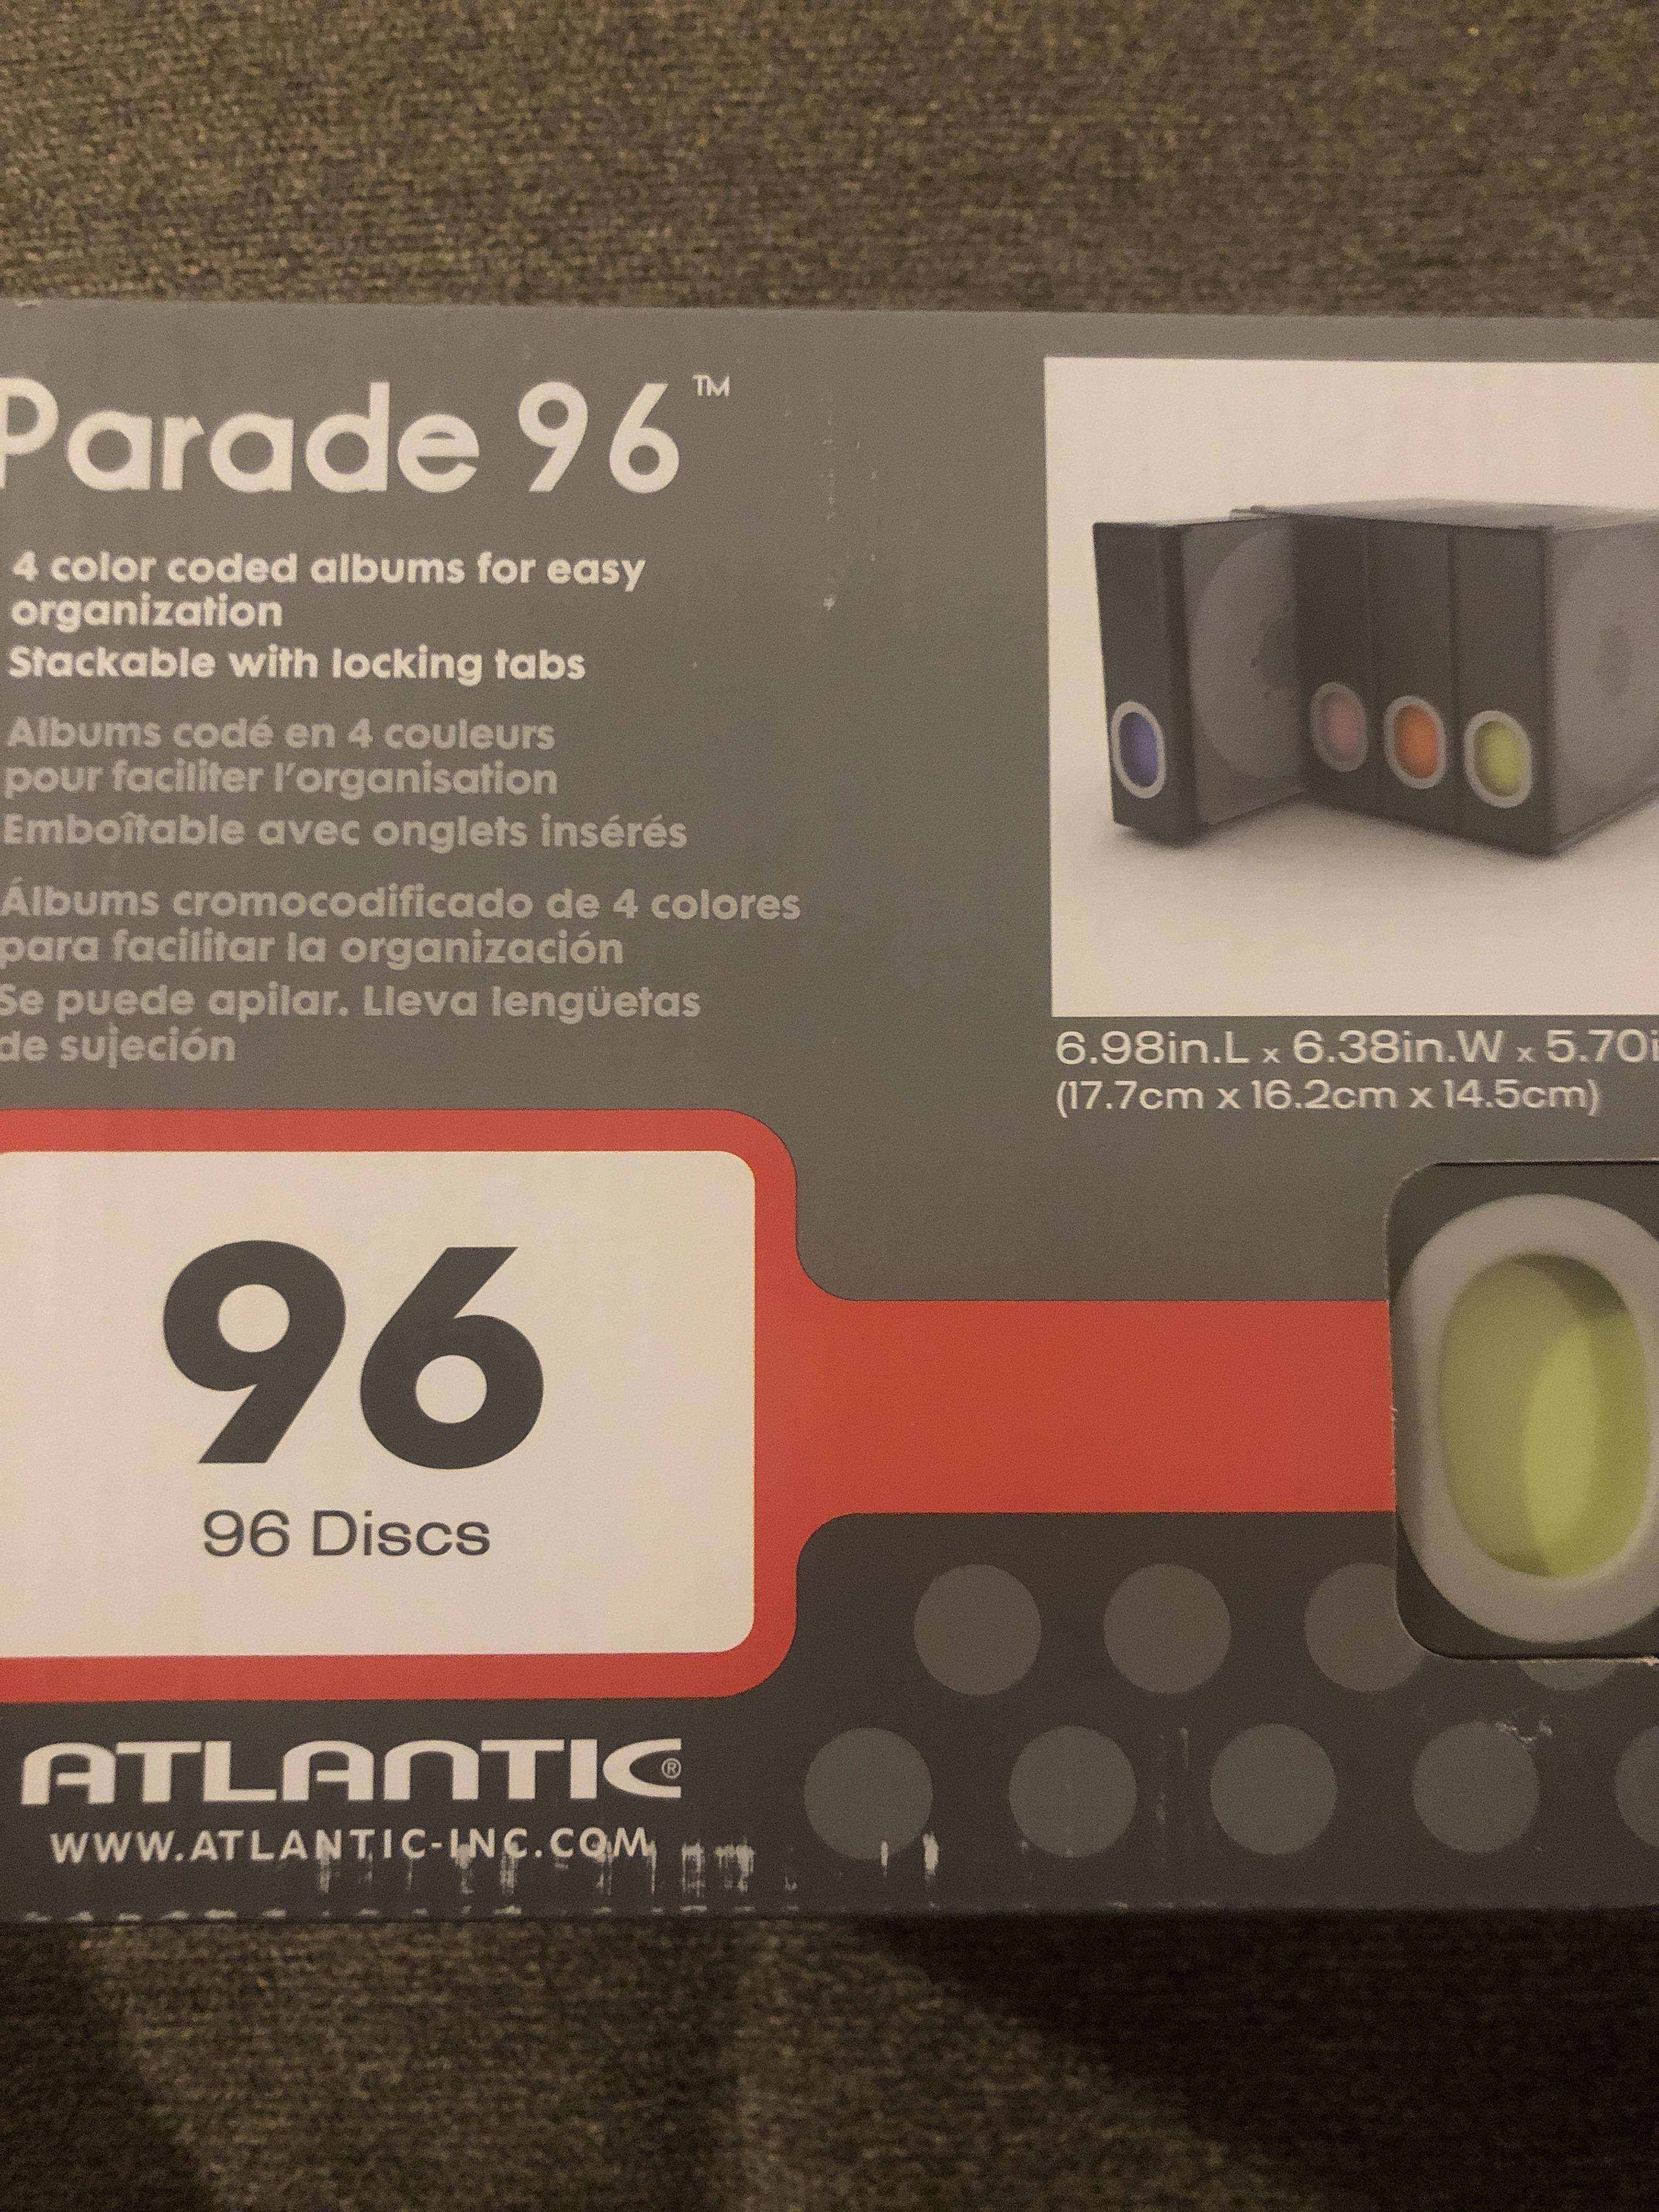 Parade 96™
4 color coded albums for easy
organization
Stackable with locking tabs
Albums codé en 4 couleurs
pour faciliter l'organisation
Emboîtable avec onglets insérés
Álbums cromocodificado de 4 colores
para facilitar la organización
Se puede apilar. Lleva lengüetas
de sujeción
6.98in.L x 6.38in.W x 5.70i
(17.7cm x 16.2cm x 14.5cm)
96
96 Discs
ATLANTIC®
WWW.ATLANTIC-INC.COM